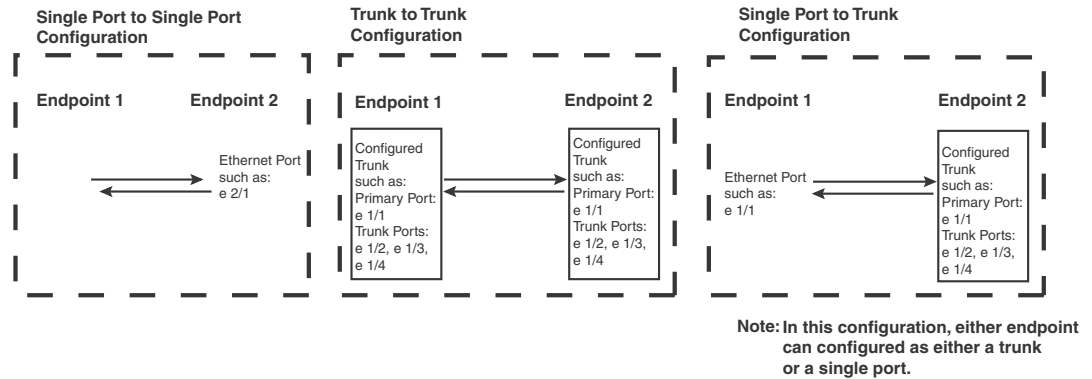 Single Port to Single Port
Configuration
Endpoint 1
Endpoint 2
Ethernet Port
such as:
e 2/1
Trunk to Trunk
Configuration
Endpoint 1
Endpoint 2
Configured
Trunk
such as:
Primary Port:
e 1/1
Trunk Ports:
e 1/2, e 1/3,
e 1/4
Configured
Trunk
such as:
Primary Port:
e 1/1
Trunk Ports:
e 1/2, e 1/3,
e 1/4
Single Port to Trunk
Configuration
Endpoint 1
Endpoint 2
Ethernet Port
such as:
e 1/1
Configured
Trunk
such as:
Primary Port:
e 1/1
Trunk Ports:
e 1/2, e 1/3,
e 1/4
Note: In this configuration, either endpoint
can configured as either a trunk
or a single port.